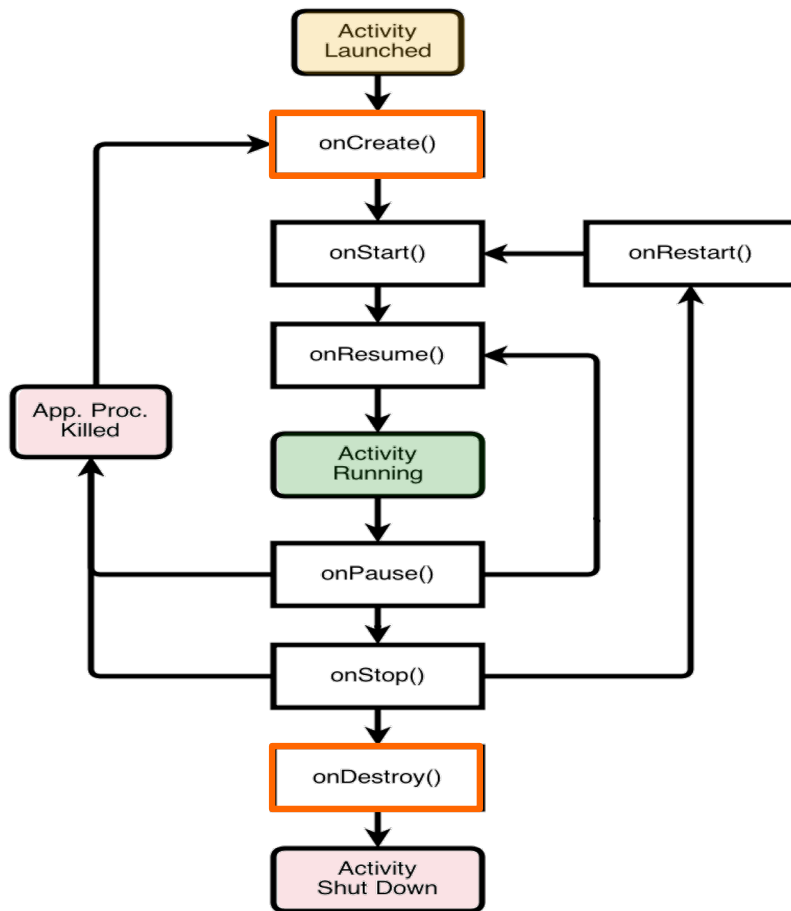 Activity
Launched
onCreate()
onStart()
onRestart()
onResume()
App. Proc.
Killed
Activity
Running
onPause()
onStop()
onDestroy()
Activity
Shut Down